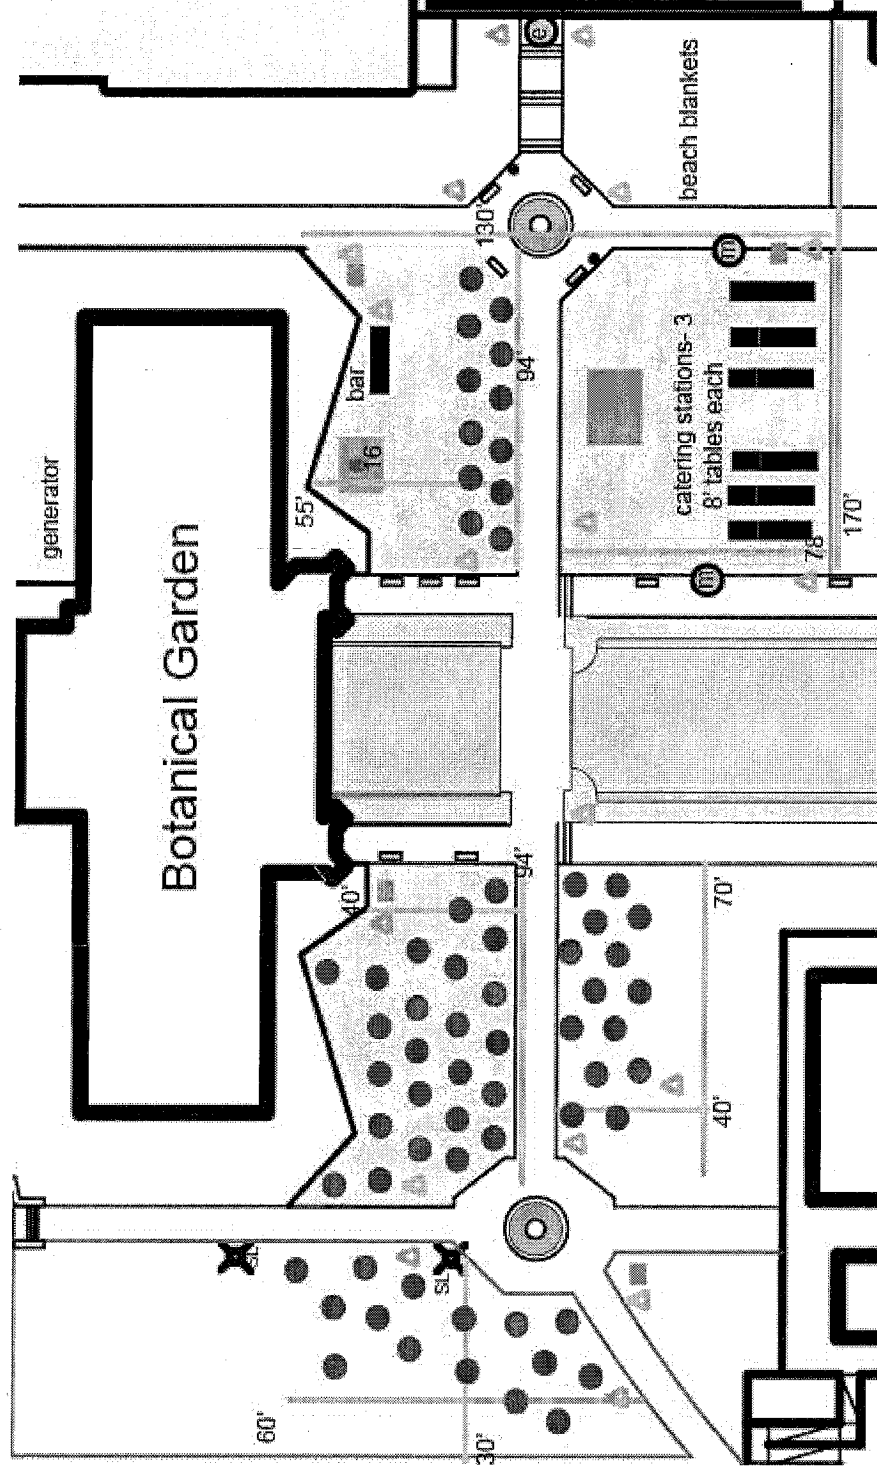 e
beach blankets
130'
m
94'
bar
16
catering stations- 3
8' tables each
generator
55'
Botanical Garden
78'
170'
m
40'
94'
70'
40'
SL
SL
60'
30'